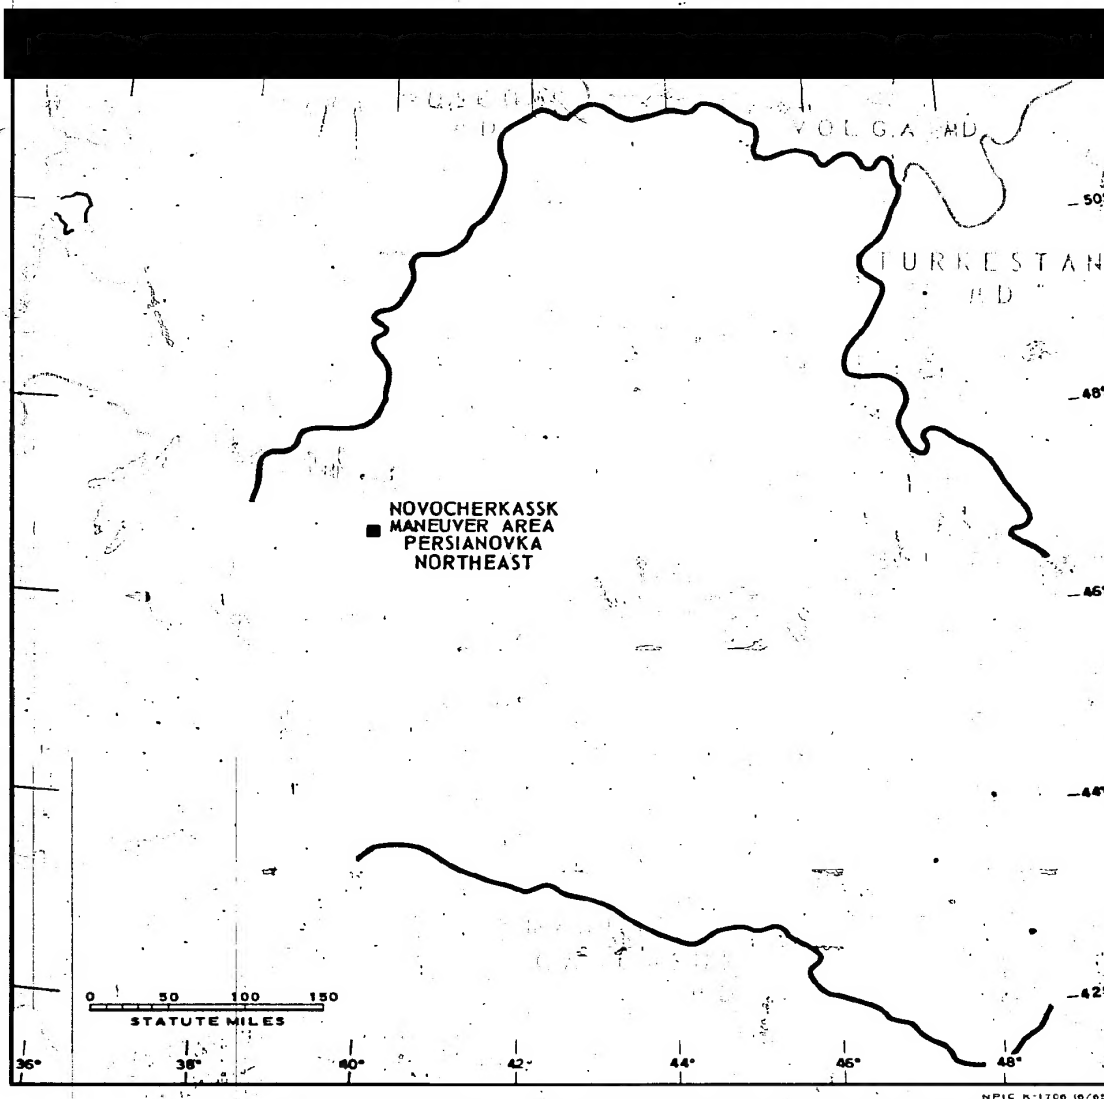 VOLGA MD
50°
TURKESTAN
MD
48°
NOVOCHERKASSK
MANEUVER AREA
PERSIANOVKA
NORTHEAST
46°
44°
42°
0 50 100 150
STATUTE MILES
36° 38° 40° 42° 44° 46° 48°